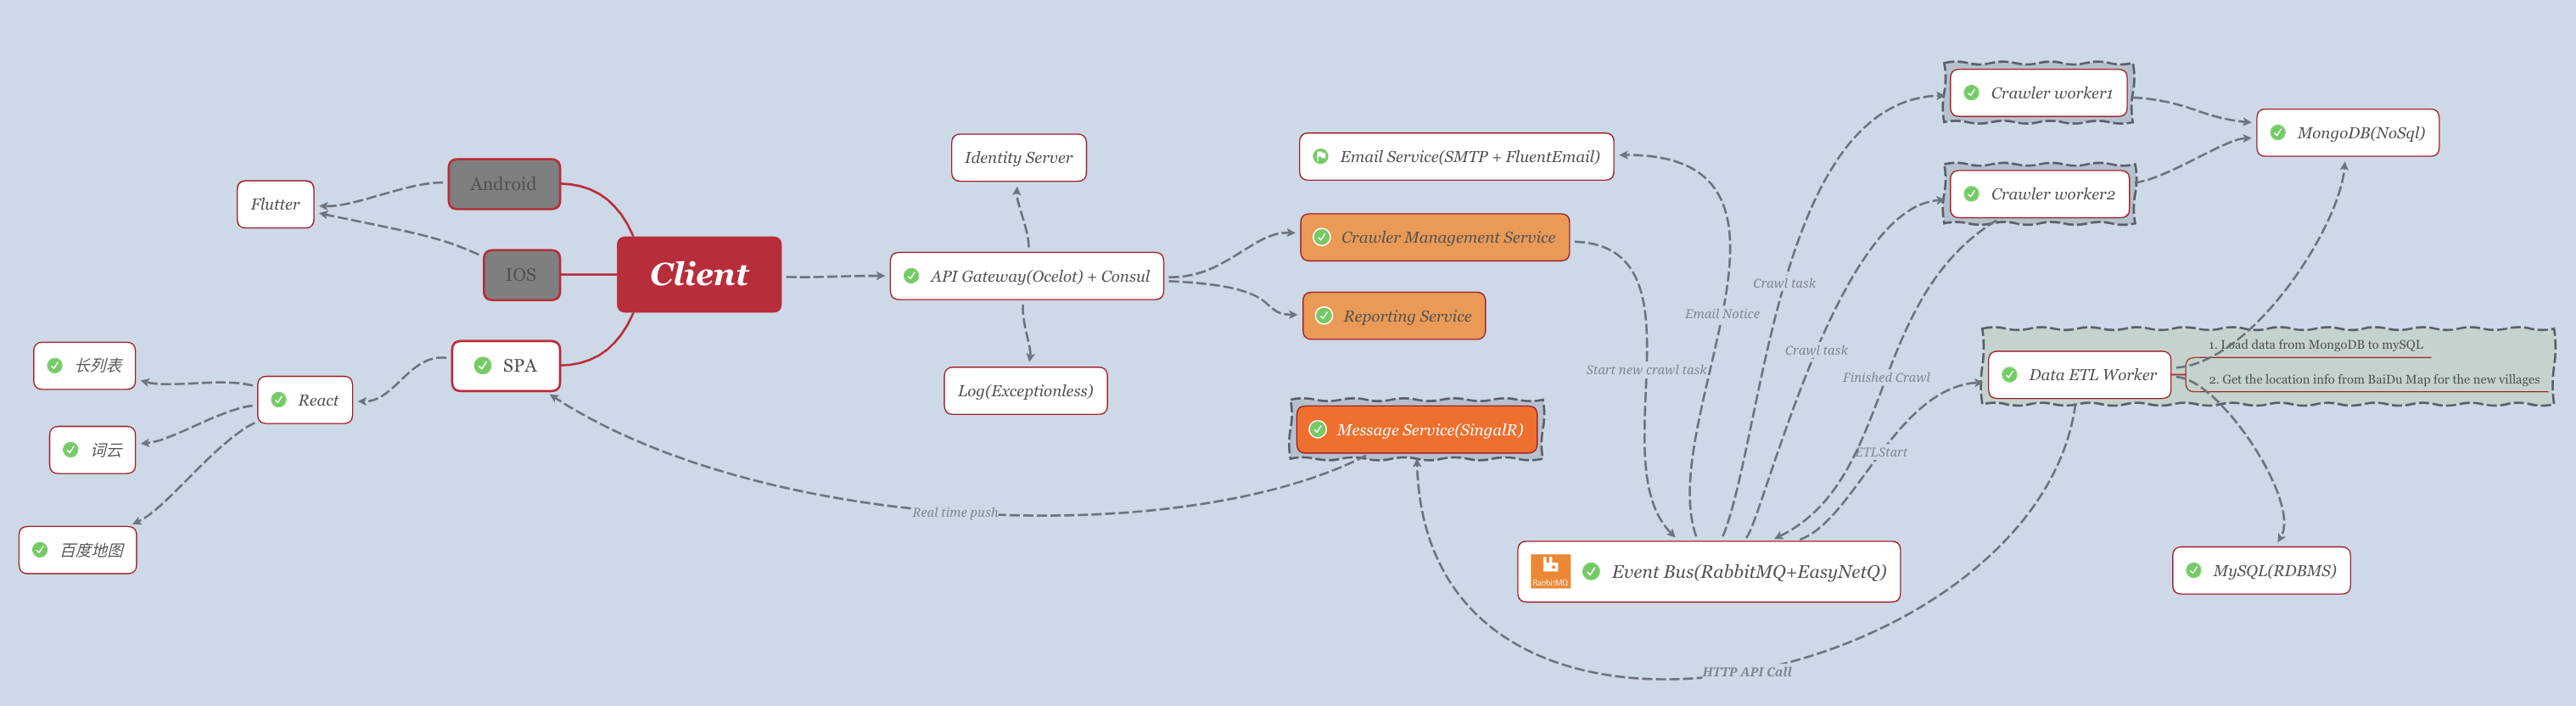 Android
Flutter
IOS
Client
SPA
React
长列表
词云
百度地图
Identity Server
API Gateway(Ocelot) + Consul
Log(Exceptionless)
Email Service(SMTP + FluentEmail)
Crawler Management Service
Reporting Service
Message Service(SingalR)
Real time push
Start new crawl task
Email Notice
Crawl task
Crawl task
Finished Crawl
ETLStart
RabbitMQ
Event Bus(RabbitMQ+EasyNetQ)
HTTP API Call
Crawler worker1
Crawler worker2
MongoDB(NoSql)
Data ETL Worker
1. Load data from MongoDB to mySQL
2. Get the location info from BaiDu Map for the new villages
MySQL(RDBMS)